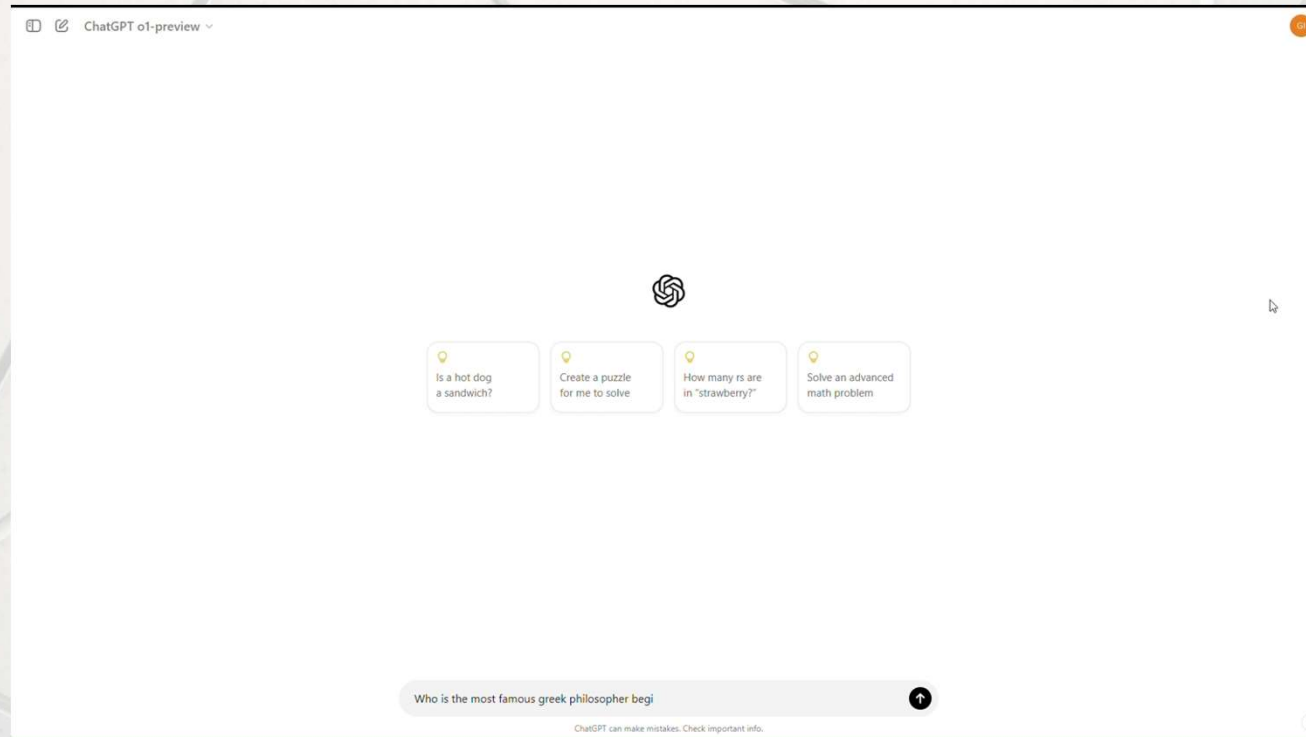 ChatGPT o1-preview
GI
Is a hot dog
a sandwich?
Create a puzzle
for me to solve
How many rs are
in "strawberry?"
Solve an advanced
math problem
Who is the most famous greek philosopher begi
ChatGPT can make mistakes. Check important info.